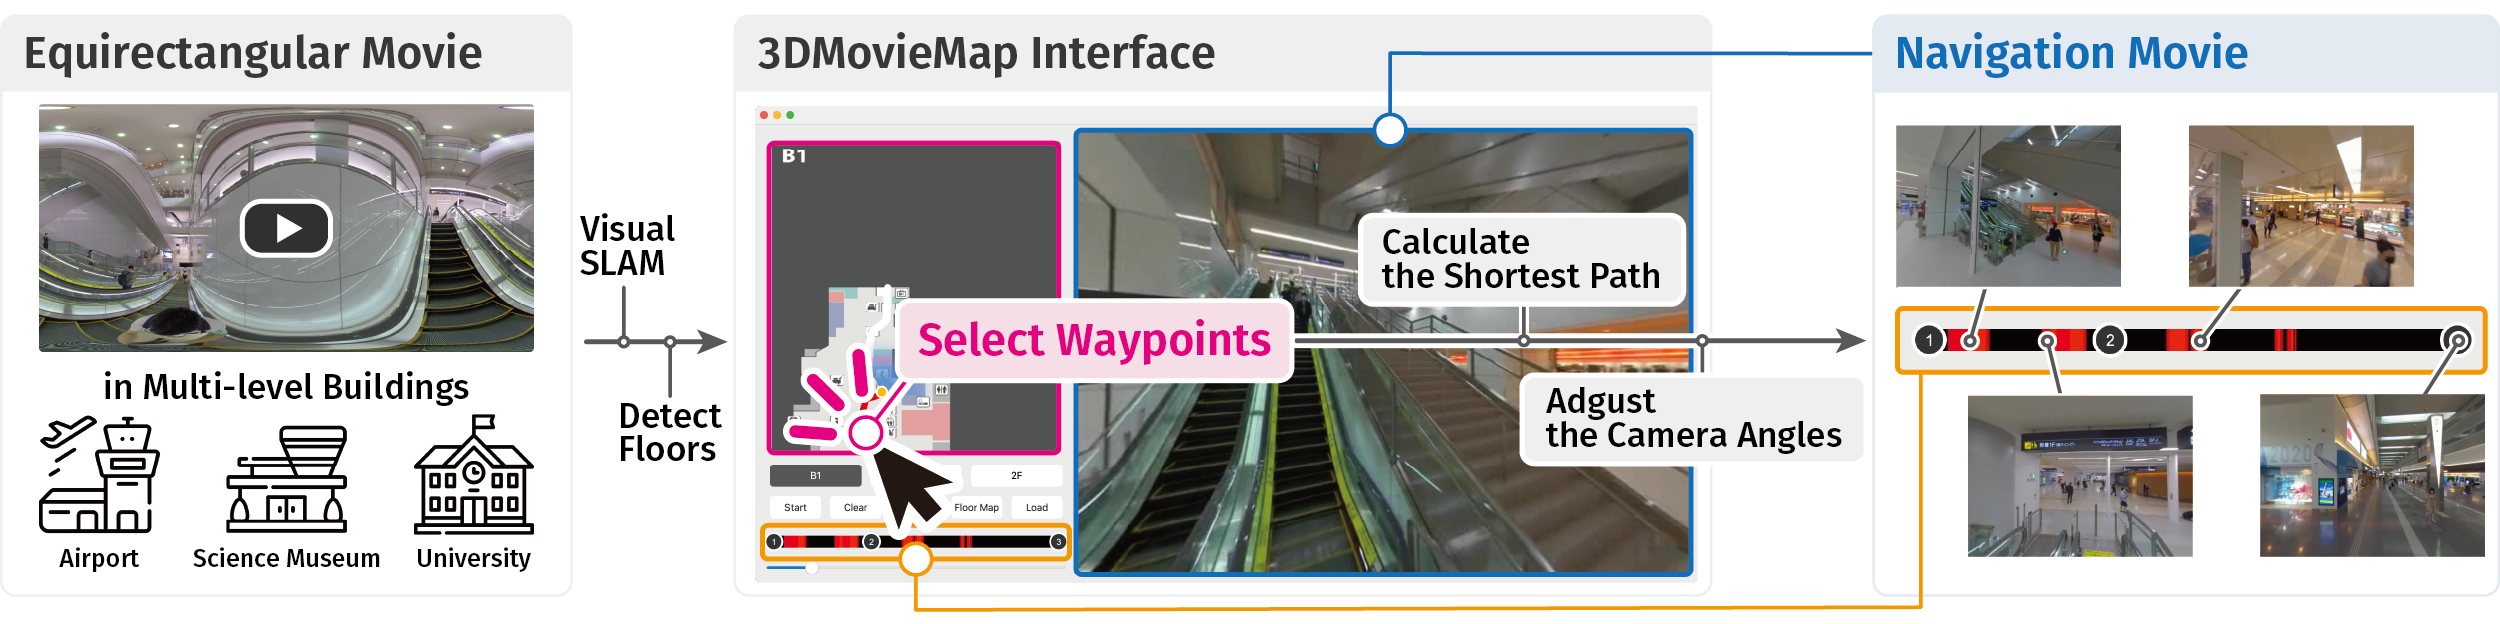 Equirectangular Movie
in Multi-level Buildings
Airport
Science Museum
University
Visual
SLAM
Detect
Floors
3DMovieMap Interface
B1
Select Waypoints
B1
2F
Start
Clear
Floor Map
Load
1
2
3
Calculate
the Shortest Path
Adgust
the Camera Angles
Navigation Movie
1
2
2020